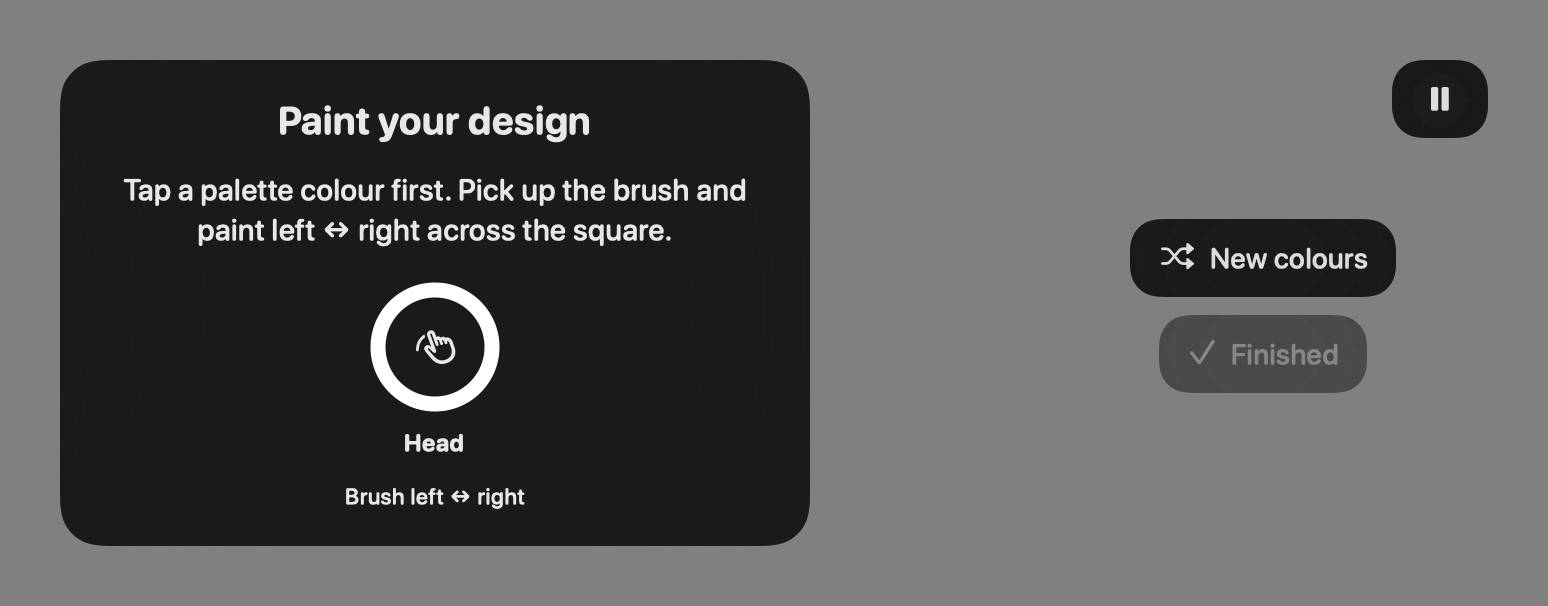 Paint your design
Tap a palette colour first. Pick up the brush and
paint left ↔ right across the square.
Head
Brush left ↔ right
New colours
Finished